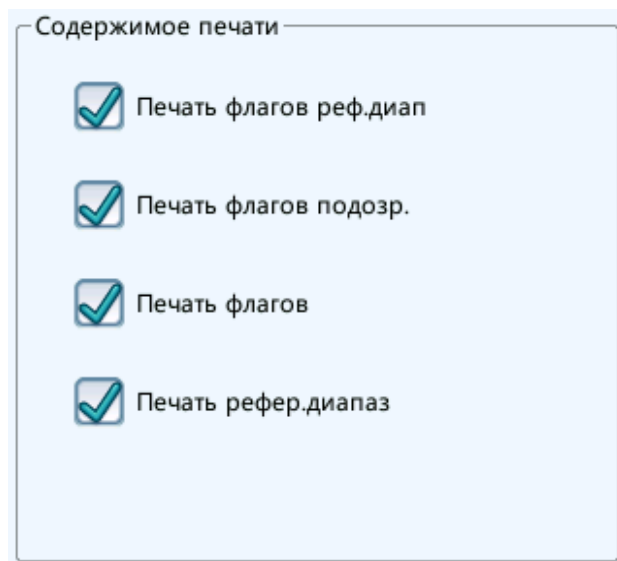 Содержимое печати
Печать флагов реф.диап
Печать флагов подозр.
Печать флагов
Печать рефер.диапаз